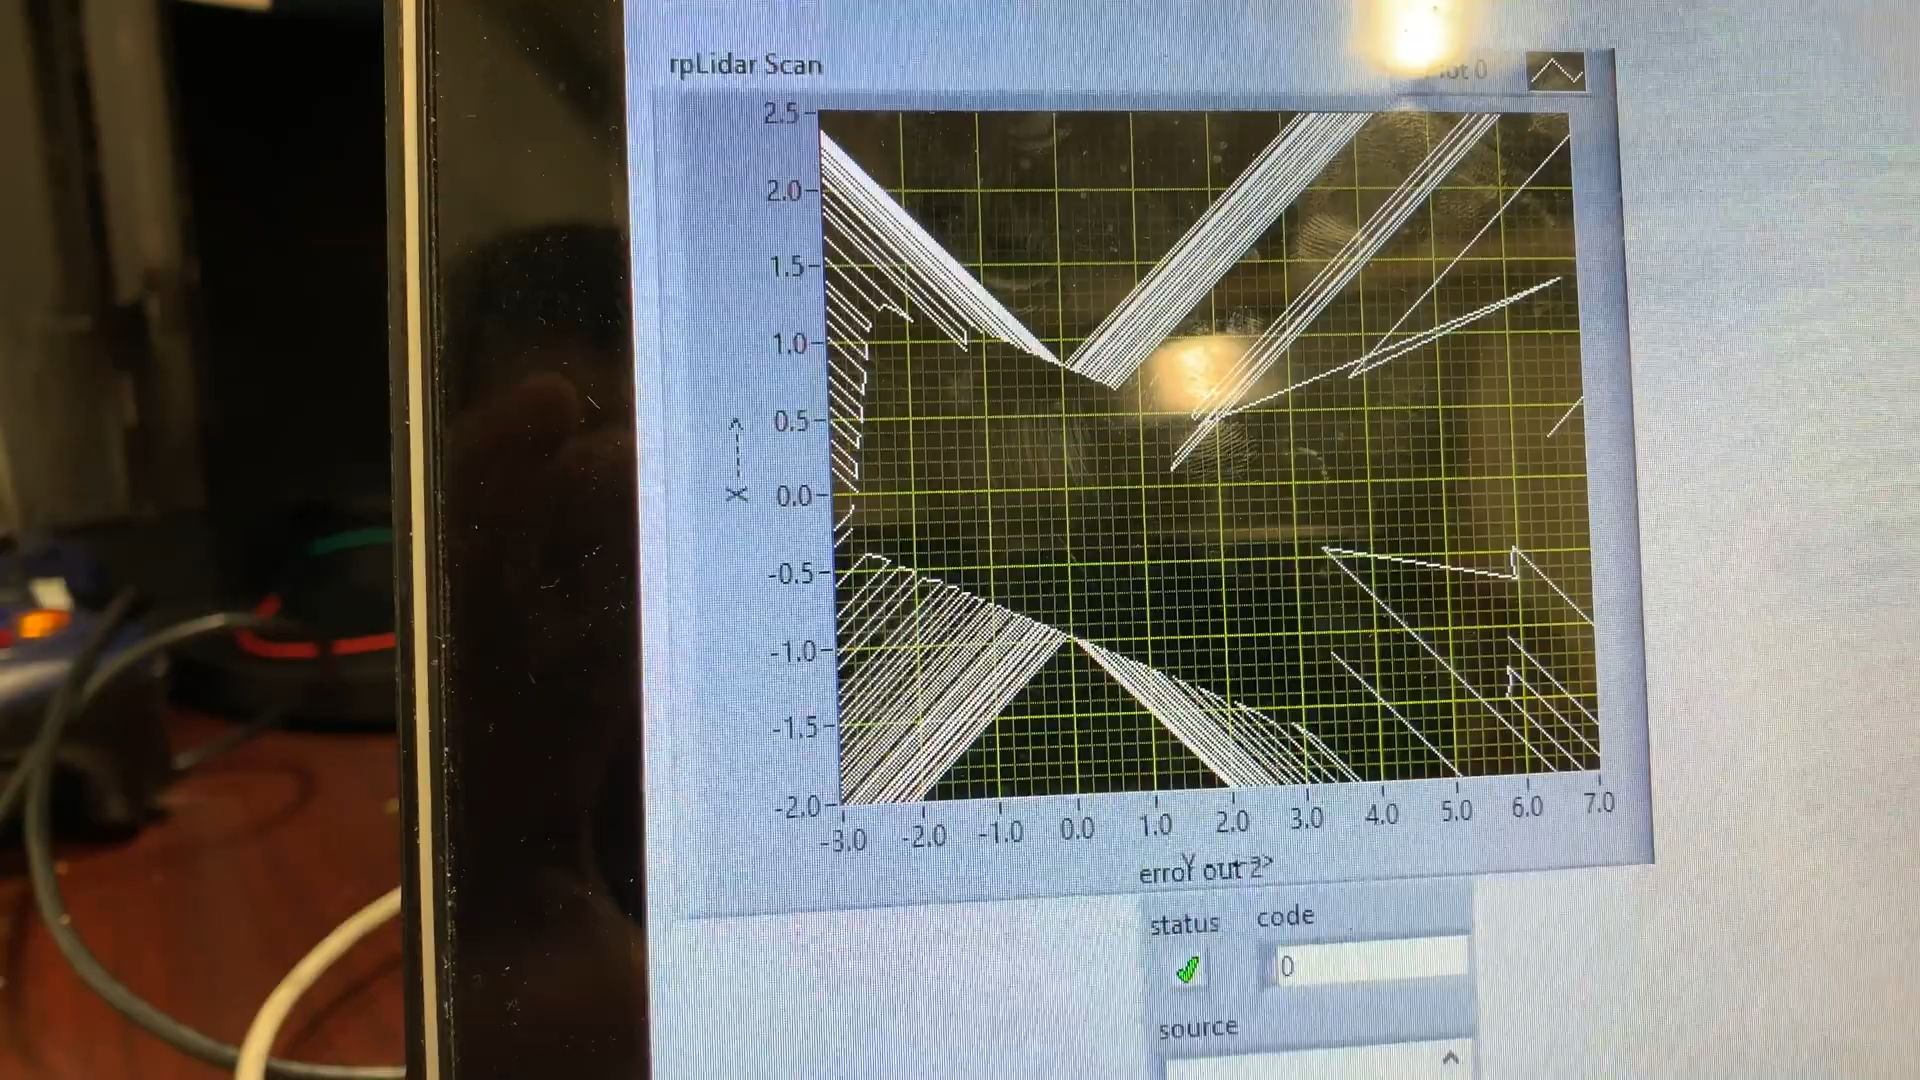 rpLidar Scan
Plot 0
2.5
2.0
1.5
1.0
0.5
0.0
-0.5
-1.0
-1.5
-2.0
X ---->
-3.0 -2.0 -1.0 0.0 1.0 2.0 3.0 4.0 5.0 6.0 7.0
error out 2
status code
0
source